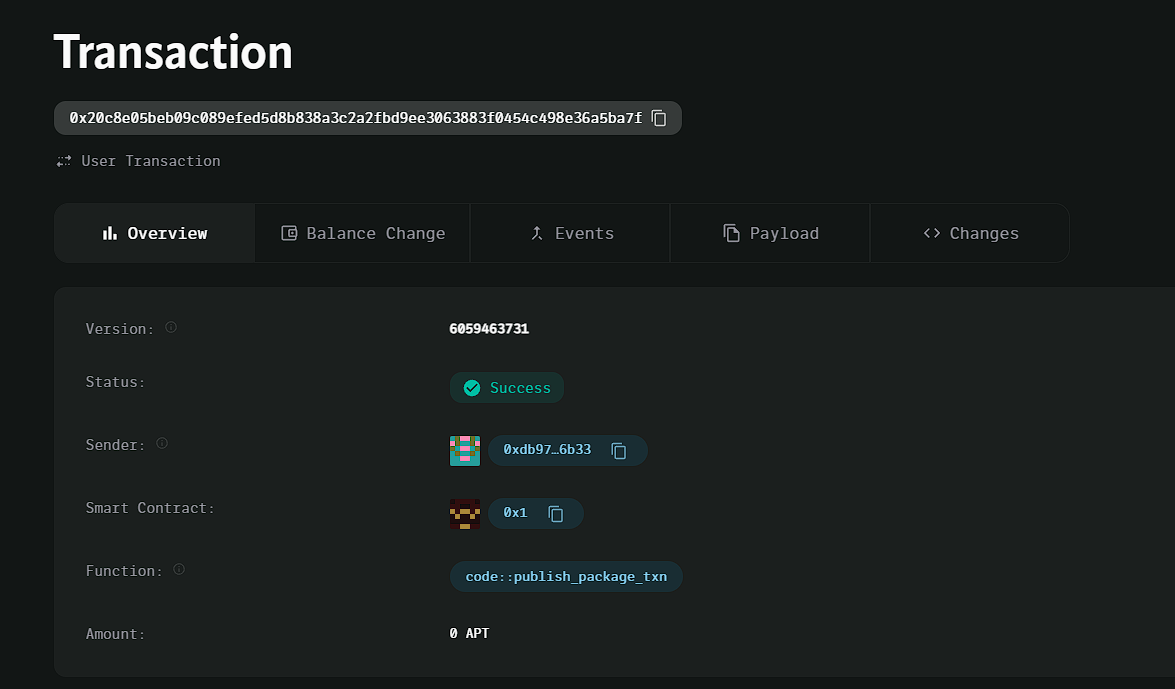 Transaction
0x20c8e05beb09c089efed5d8b838a3c2a2fbd9ee3063883f0454c498e36a5ba7f
User Transaction
Overview Balance Change Events Payload Changes
Version: 6059463731
Status: Success
Sender: 0xdb97…6b33
Smart Contract: 0x1
Function: code::publish_package_txn
Amount: 0 APT